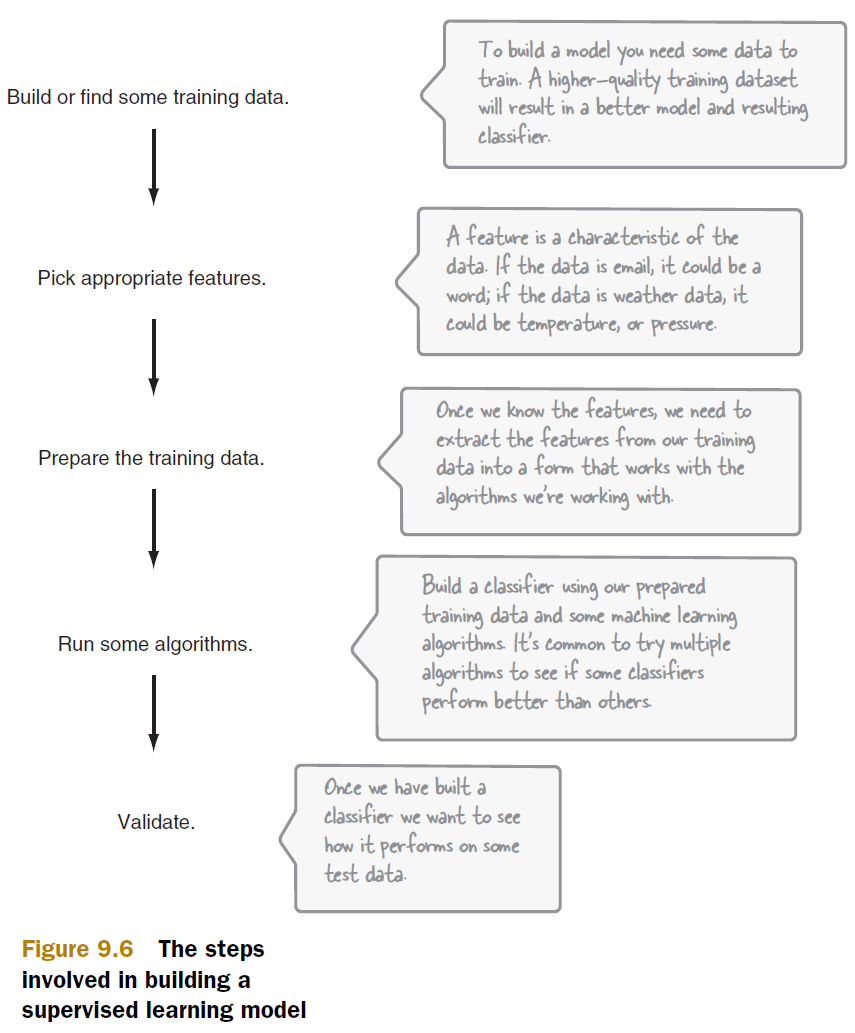 Build or find some training data.
To build a model you need some data to
train. A higher-quality training dataset
will result in a better model and resulting
classifier.
Pick appropriate features.
A feature is a characteristic of the
data. If the data is email, it could be a
word; if the data is weather data, it
could be temperature, or pressure.
Prepare the training data.
Once we know the features, we need to
extract the features from our training
data into a form that works with the
algorithms we're working with.
Run some algorithms.
Build a classifier using our prepared
training data and some machine learning
algorithms. It's common to try multiple
algorithms to see if some classifiers
perform better than others.
Validate.
Once we have built a
classifier we want to see
how it performs on some
test data.
Figure 9.6 The steps
involved in building a
supervised learning model